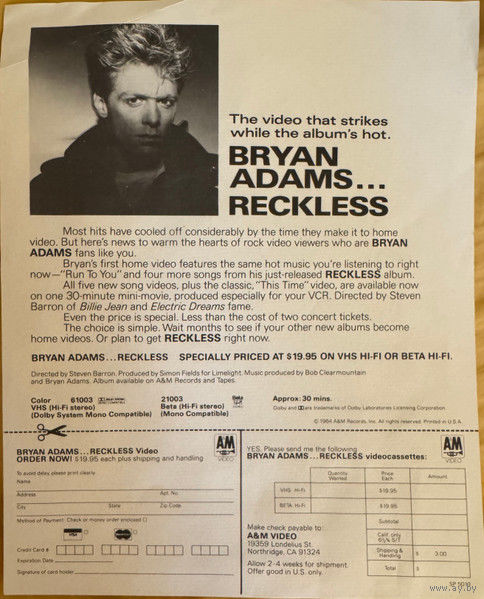 The video that strikes
while the album's hot.
BRYAN
ADAMS...
RECKLESS
Most hits have cooled off considerably by the time they make it to home
video. But here's news to warm the hearts of rock video viewers who are BRYAN
ADAMS fans like you.
Bryan's first home video features the same hot music you're listening to right
now—"Run To You" and four more songs from his just-released RECKLESS album.
All five new song videos, plus the classic, "This Time" video, are available now
on one 30-minute mini-movie, produced especially for your VCR. Directed by Steven
Barron of Billie Jean and Electric Dreams fame.
Even the price is special. Less than the cost of two concert tickets.
The choice is simple. Wait months to see if your other new albums become
home videos. Or plan to get RECKLESS right now.
BRYAN ADAMS...RECKLESS SPECIALLY PRICED AT $19.95 ON VHS HI-FI OR BETA HI-FI.
Directed by Steven Barron. Produced by Simon Fields for Limelight. Music produced by Bob Clearmountain
and Bryan Adams. Album available on A&M Records and Tapes.
Color 61003 21003 Approx: 30 mins.
VHS (Hi-Fi stereo) Beta (Hi-Fi stereo)
(Dolby System Mono Compatible) (Mono Compatible)
Dolby and are trademarks of Dolby Laboratories Licensing Corporation.
© 1984 A&M Records, Inc. All rights reserved. Printed in U.S.A.
BRYAN ADAMS...RECKLESS Video
ORDER NOW! $19.95 each plus shipping and handling
AM
VIDEO
To avoid delay, please print clearly.
Name
Address Apt. No.
City State Zip Code
Method of Payment: Check or money order enclosed
VISA
Credit Card #
Expiration Date
Signature of card holder
YES, Please send me the following
BRYAN ADAMS...RECKLESS videocassettes:
AM
VIDEO
Quantity Wanted Price Each Amount
VHS Hi-Fi $19.95
BETA Hi-Fi $19.95
Subtotal
Calif. only 6½% S/T
Shipping & Handling $ 3.00
Total $
Make check payable to:
A&M VIDEO
19359 Londelius St.
Northridge, CA 91324
Allow 2-4 weeks for shipment.
Offer good in U.S. only.
SP 5010
www.ay.by